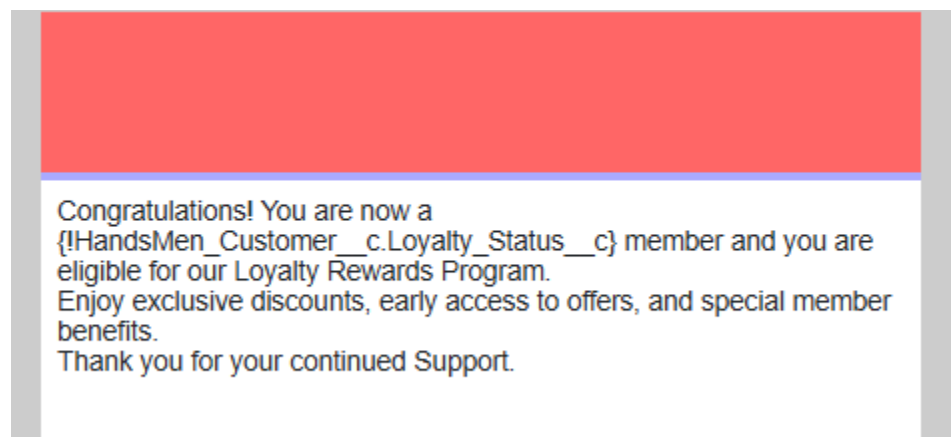 Congratulations! You are now a
{!HandsMen_Customer__c.Loyalty_Status__c} member and you are
eligible for our Loyalty Rewards Program.
Enjoy exclusive discounts, early access to offers, and special member
benefits.
Thank you for your continued Support.